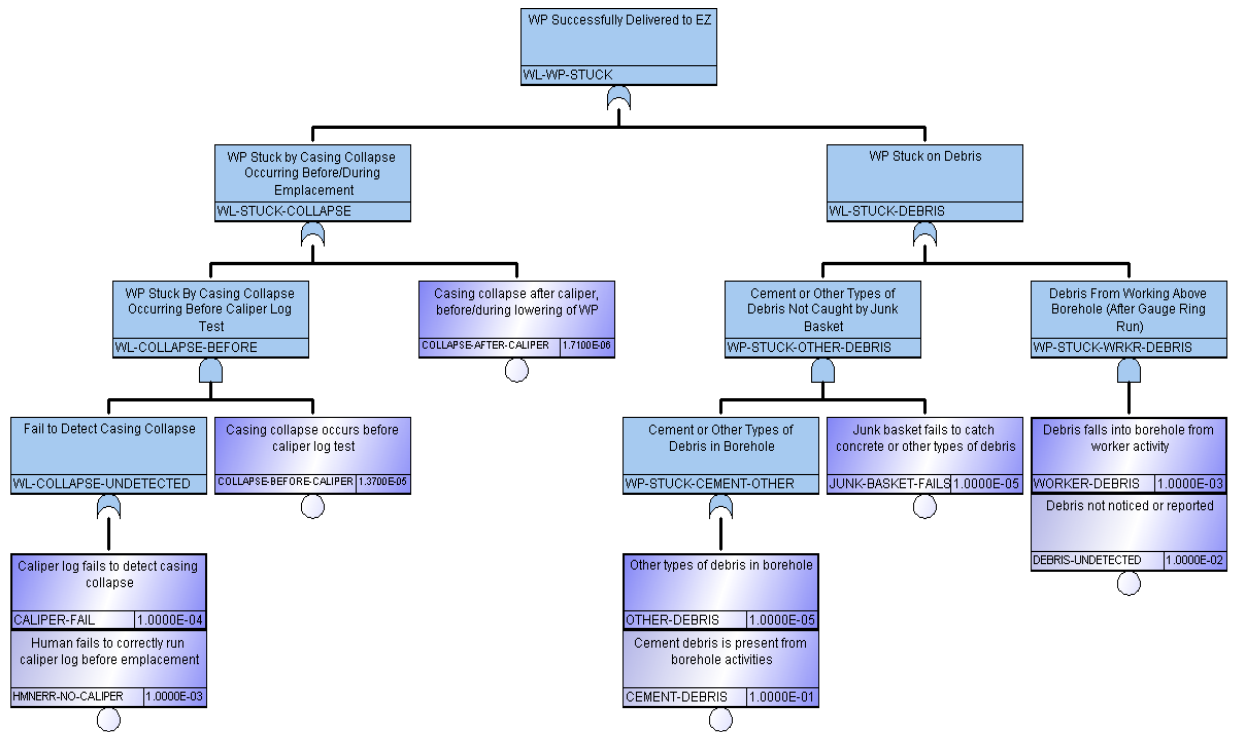 WP Successfully Delivered to EZ
WL-WP-STUCK
WP Stuck by Casing Collapse
Occurring Before/During
Emplacement
WL-STUCK-COLLAPSE
WP Stuck on Debris
WL-STUCK-DEBRIS
WP Stuck By Casing Collapse
Occurring Before Caliper Log
Test
WL-COLLAPSE-BEFORE
Casing collapse after caliper,
before/during lowering of WP
COLLAPSE-AFTER-CALIPER 1.7100E-06
Cement or Other Types of
Debris Not Caught by Junk
Basket
WP-STUCK-OTHER-DEBRIS
Debris From Working Above
Borehole (After Gauge Ring
Run)
WP-STUCK-WRKR-DEBRIS
Fail to Detect Casing Collapse
WL-COLLAPSE-UNDETECTED
Casing collapse occurs before
caliper log test
COLLAPSE-BEFORE-CALIPER 1.3700E-05
Cement or Other Types of
Debris in Borehole
WP-STUCK-CEMENT-OTHER
Junk basket fails to catch
concrete or other types of debris
JUNK-BASKET-FAILS 1.0000E-05
Debris falls into borehole from
worker activity
WORKER-DEBRIS 1.0000E-03
Debris not noticed or reported
DEBRIS-UNDETECTED 1.0000E-02
Caliper log fails to detect casing
collapse
CALIPER-FAIL 1.0000E-04
Human fails to correctly run
caliper log before emplacement
HMNERR-NO-CALIPER 1.0000E-03
Other types of debris in borehole
OTHER-DEBRIS 1.0000E-05
Cement debris is present from
borehole activities
CEMENT-DEBRIS 1.0000E-01